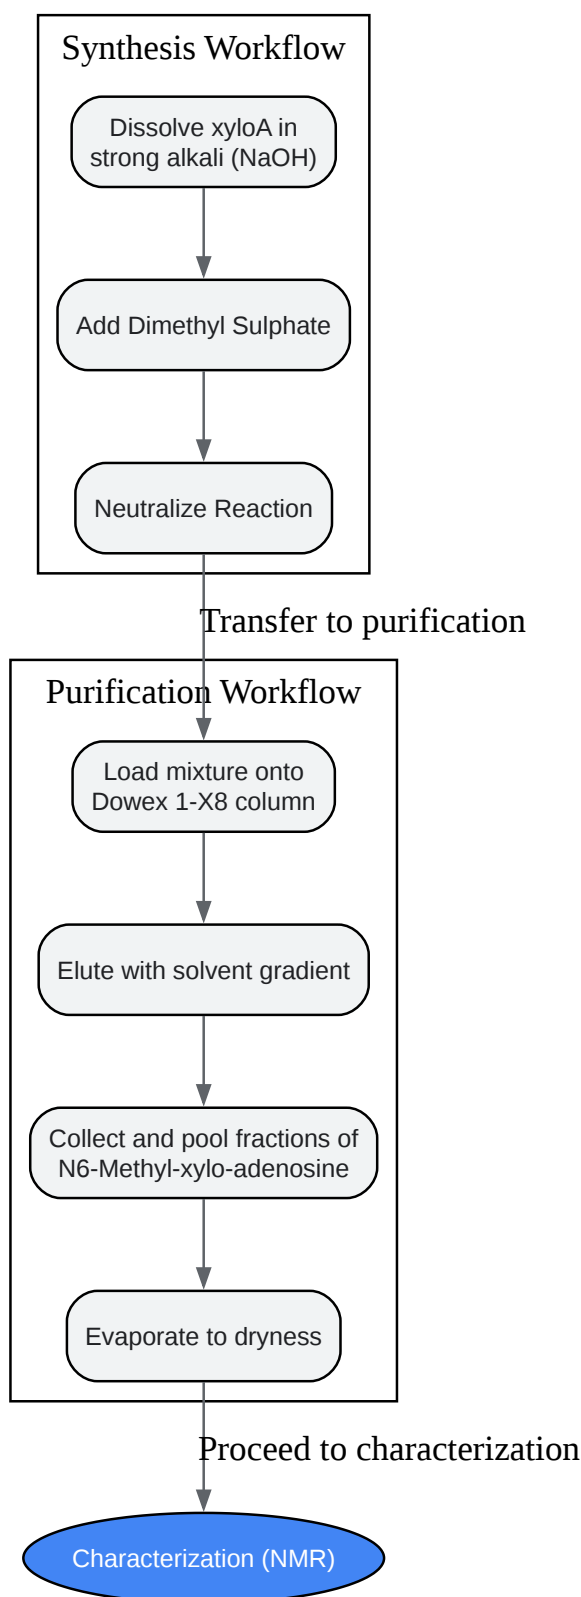 Synthesis Workflow
Dissolve xyloA in
strong alkali (NaOH)
Add Dimethyl Sulphate
Neutralize Reaction
Transfer to purification
Purification Workflow
Load mixture onto
Dowex 1-X8 column
Elute with solvent gradient
Collect and pool fractions of
N6-Methyl-xylo-adenosine
Evaporate to dryness
Proceed to characterization
Characterization (NMR)